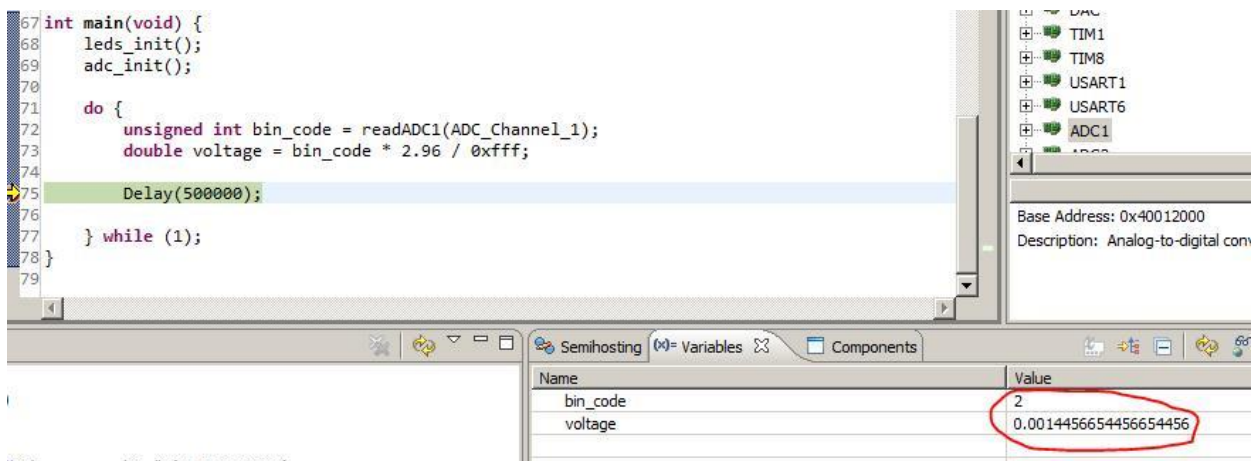 67 int main(void) {
68 leds_init();
69 adc_init();
70
71 do {
72 unsigned int bin_code = readADC1(ADC_Channel_1);
73 double voltage = bin_code * 2.96 / 0xfff;
74
75 Delay(500000);
76
77 } while (1);
78 }
79
DAC
TIM1
TIM8
USART1
USART6
ADC1
Base Address: 0x40012000
Description: Analog-to-digital conv
Semihosting (x)= Variables Components
Name Value
bin_code 2
voltage 0.0014456654456654456